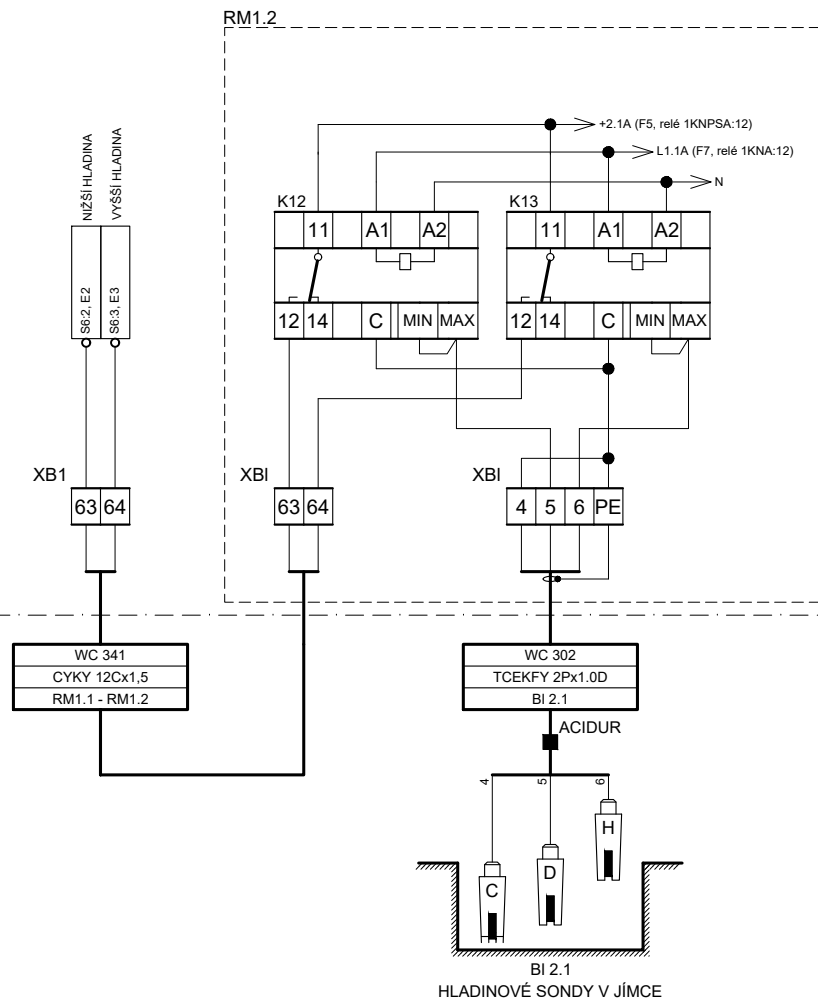 RM1.2
+2.1A (F5, relé 1KNPSA:12)
L1.1A (F7, relé 1KNA:12)
N
NIŽŠÍ HLADINA
VYŠŠÍ HLADINA
S6:2, E2
S6:3, E3
K12
K13
11 A1 A2
11 A1 A2
12 14 C MIN MAX
12 14 C MIN MAX
XB1
XBI
XBI
63 64
63 64
4 5 6 PE
WC 341
CYKY 12Cx1,5
RM1.1 - RM1.2
WC 302
TCEKFY 2Px1.0D
BI 2.1
ACIDUR
4 5 6
C D H
BI 2.1
HLADINOVÉ SONDY V JÍMCE